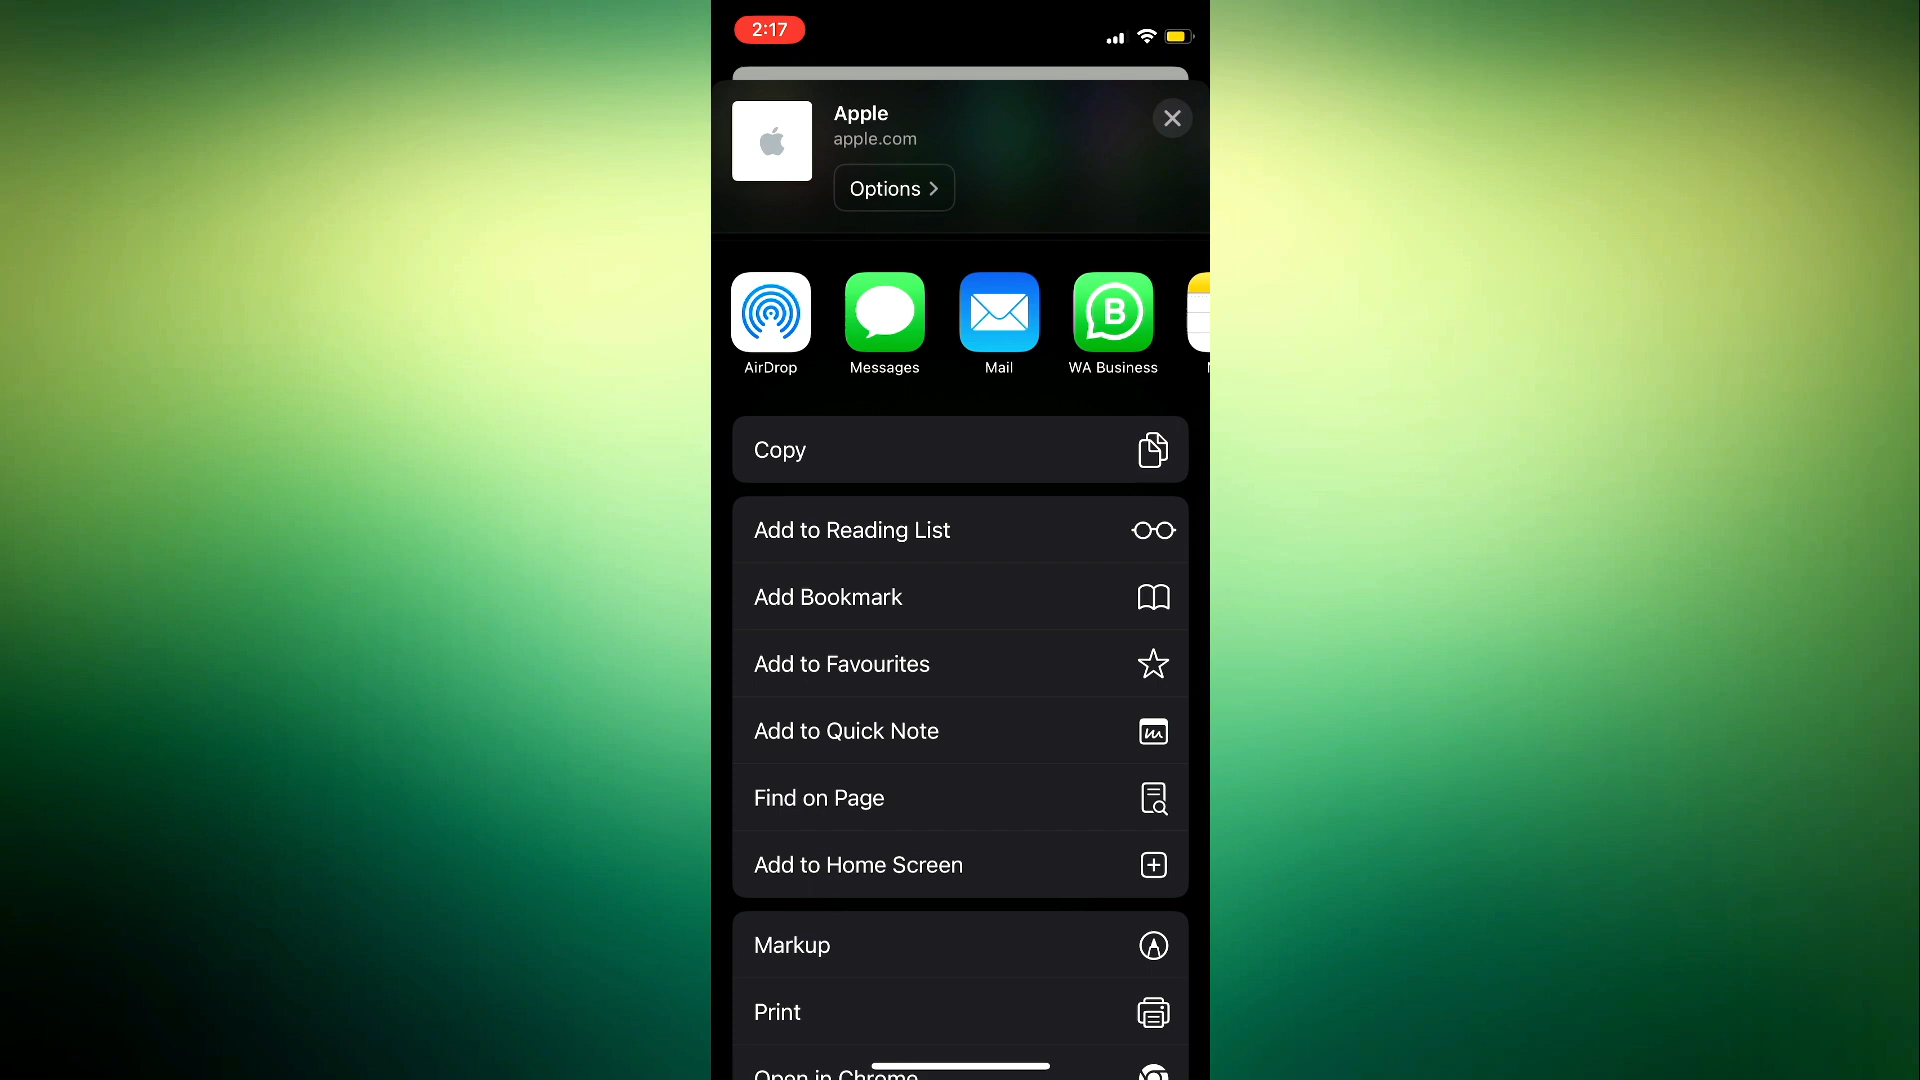 2:17
Apple
apple.com
Options
AirDrop
Messages
Mail
WA Business
B
Copy
Add to Reading List
Add Bookmark
Add to Favourites
Add to Quick Note
Find on Page
Add to Home Screen
Markup
Print
Open in Chrome